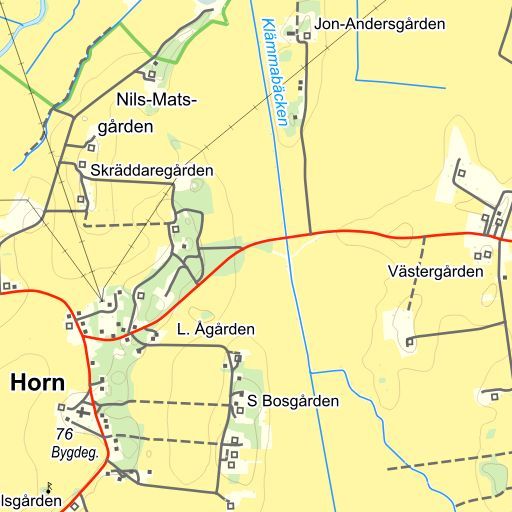 Jon-Andersgården
Klämmabäcken
Nils-Mats-
gården
Skräddaregården
Västergården
L. Ågården
Horn
S Bosgården
76
Bygdeg.
lsgården